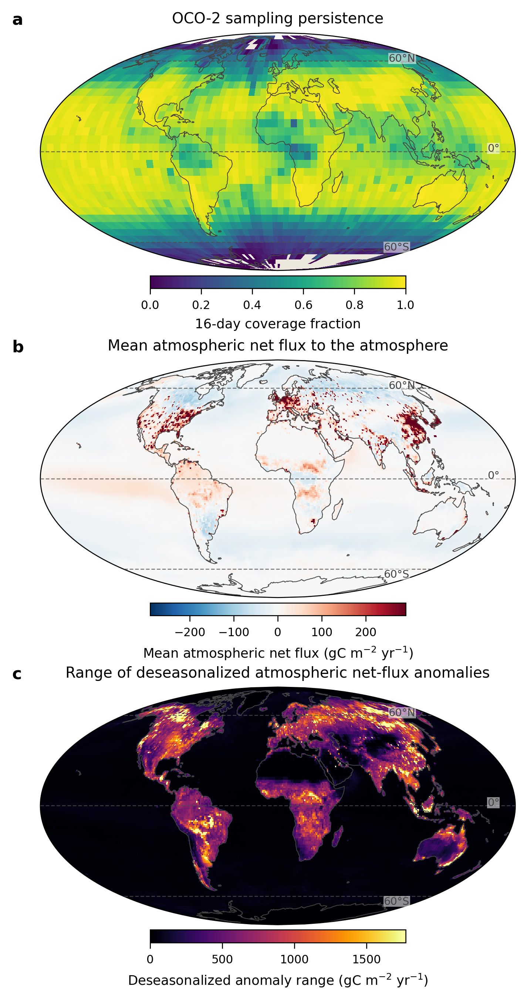 a
OCO-2 sampling persistence
60°N
0°
60°S
0.0 0.2 0.4 0.6 0.8 1.0
16-day coverage fraction
b
Mean atmospheric net flux to the atmosphere
60°N
0°
60°S
−200 −100 0 100 200
Mean atmospheric net flux (gC m⁻² yr⁻¹)
c
Range of deseasonalized atmospheric net-flux anomalies
60°N
0°
60°S
0 500 1000 1500
Deseasonalized anomaly range (gC m⁻² yr⁻¹)